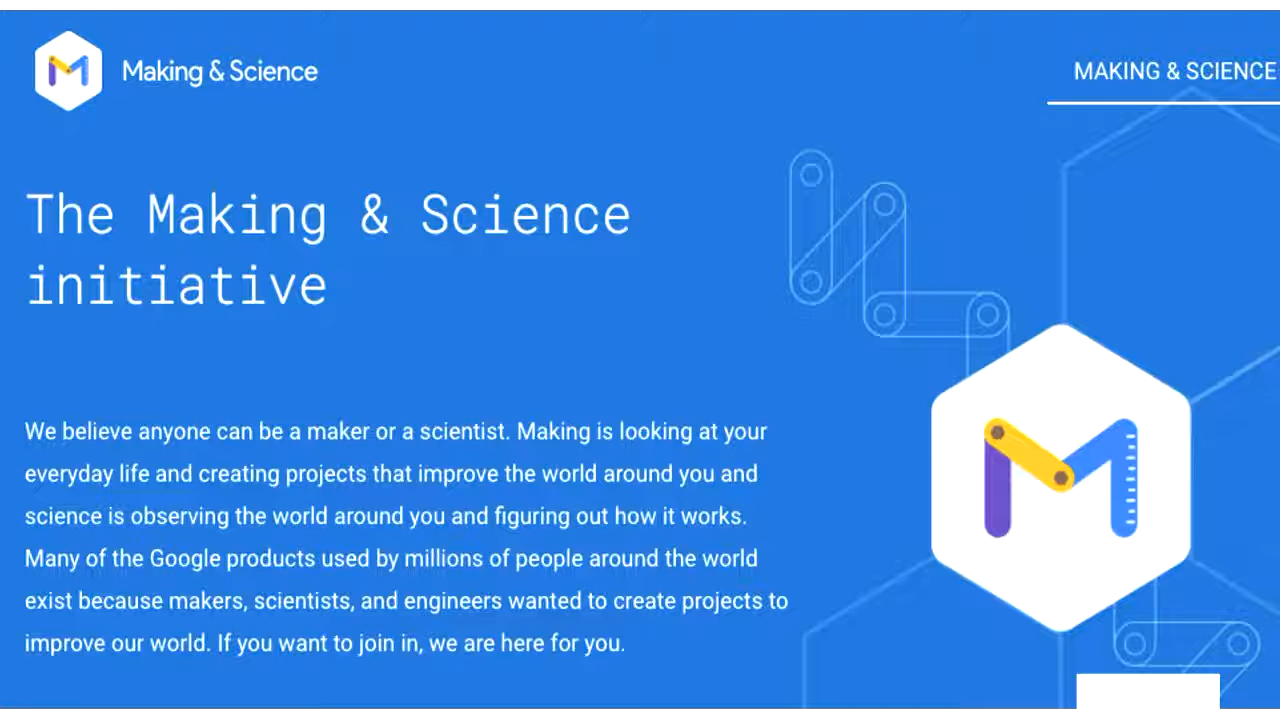 Making & Science
MAKING & SCIENCE
The Making & Science
initiative
We believe anyone can be a maker or a scientist. Making is looking at your
everyday life and creating projects that improve the world around you and
science is observing the world around you and figuring out how it works.
Many of the Google products used by millions of people around the world
exist because makers, scientists, and engineers wanted to create projects to
improve our world. If you want to join in, we are here for you.